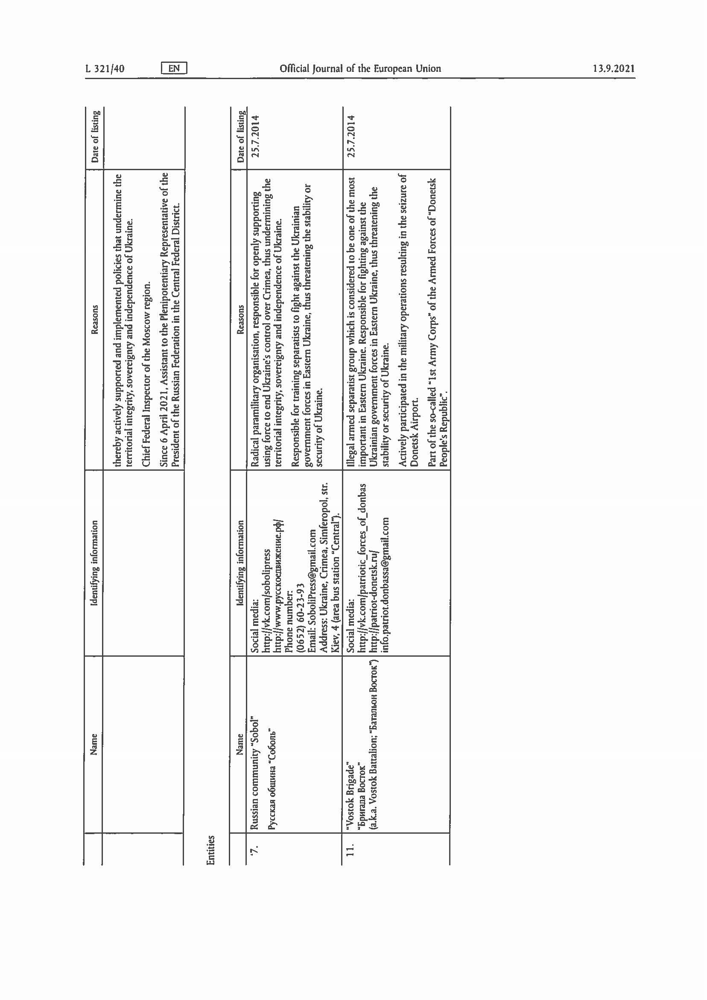 L 321/40
EN
Official Journal of the European Union
13.9.2021
Name
Identifying information
Reasons
Date of listing
thereby actively supported and implemented policies that undermine the
territorial integrity, sovereignty and independence of Ukraine.
Chief Federal Inspector of the Moscow region.
Since 6 April 2021, Assistant to the Plenipotentiary Representative of the
President of the Russian Federation in the Central Federal District.
Entities
Name
Identifying information
Reasons
Date of listing
‘7.
Russian community “Sobol”
Русская община “Соболь”
Social media:
http://vk.com/sobolipress
http://www.русскоедвижение.рф/
Phone number:
(0652) 60-23-93
Email: SoboliPress@gmail.com
Address: Ukraine, Crimea, Simferopol, str.
Kiev, 4 (area bus station “Central”).
Radical paramilitary organisation, responsible for openly supporting
using force to end Ukraine’s control over Crimea, thus undermining the
territorial integrity, sovereignty and independence of Ukraine.
Responsible for training separatists to fight against the Ukrainian
government forces in Eastern Ukraine, thus threatening the stability or
security of Ukraine.
25.7.2014
11.
“Vostok Brigade”
“Бригада Восток”
(a.k.a. Vostok Battalion; “Батальон Восток”)
Social media:
http://vk.com/patriotic_forces_of_donbas
http://patriot-donetsk.ru/
info.patriot.donbassa@gmail.com
Illegal armed separatist group which is considered to be one of the most
important in Eastern Ukraine. Responsible for fighting against the
Ukrainian government forces in Eastern Ukraine, thus threatening the
stability or security of Ukraine.
Actively participated in the military operations resulting in the seizure of
Donetsk Airport.
Part of the so-called “1st Army Corps” of the Armed Forces of “Donetsk
People’s Republic”.
25.7.2014